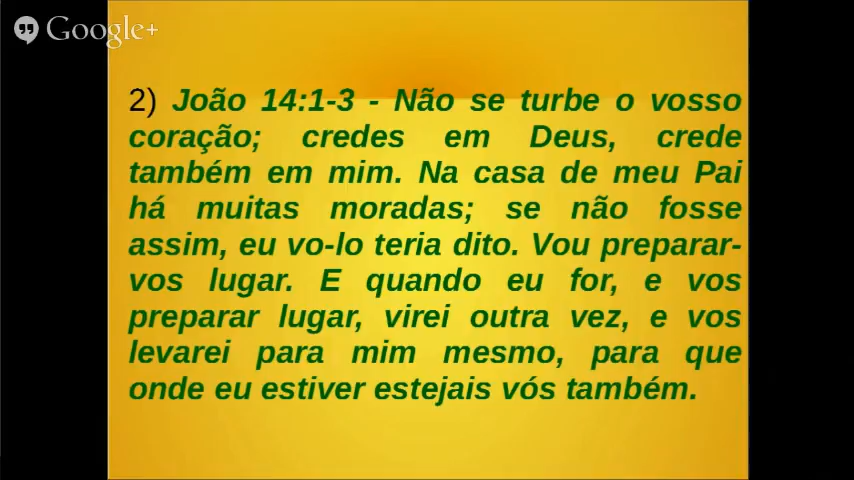 Google+
2) João 14:1-3 - Não se turbe o vosso
coração; credes em Deus, crede
também em mim. Na casa de meu Pai
há muitas moradas; se não fosse
assim, eu vo-lo teria dito. Vou preparar-
vos lugar. E quando eu for, e vos
preparar lugar, virei outra vez, e vos
levarei para mim mesmo, para que
onde eu estiver estejais vós também.